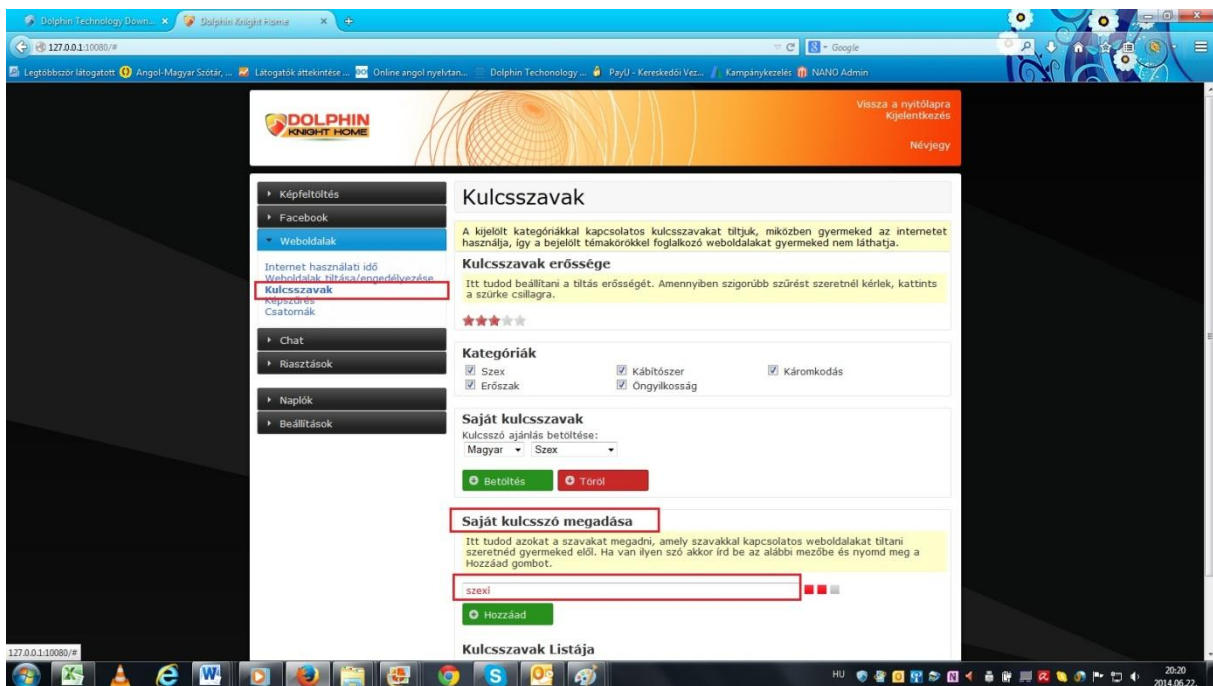 Dolphin Technology Down...
Dolphin Knight Home
127.0.0.1:10080/#
Google
Legtöbbször látogatott
Angol-Magyar Szótár, ...
Látogatók áttekintése ...
Online angol nyelvtan...
Dolphin Techonology ...
PayU - Kereskedői Vez...
Kampánykezelés
NANO Admin
DOLPHIN
KNIGHT HOME
Vissza a nyitólapra
Kijelentkezés
Névjegy
Képfeltöltés
Facebook
Weboldalak
Internet használati idő
Weboldalak tiltása/engedélyezése
Kulcsszavak
Képszűrés
Csatornák
Chat
Riasztások
Naplók
Beállítások
Kulcsszavak
A kijelölt kategóriákkal kapcsolatos kulcsszavakat tiltjuk, miközben gyermeked az internetet
használja, így a bejelölt témakörökkel foglalkozó weboldalakat gyermeked nem láthatja.
Kulcsszavak erőssége
Itt tudod beállítani a tiltás erősségét. Amennyiben szigorúbb szűrést szeretnél kérlek, kattints
a szürke csillagra.
Kategóriák
Szex
Kábítószer
Káromkodás
Erőszak
Öngyilkosság
Saját kulcsszavak
Kulcsszó ajánlás betöltése:
Magyar
Szex
Betöltés
Töröl
Saját kulcsszó megadása
Itt tudod azokat a szavakat megadni, amely szavakkal kapcsolatos weboldalakat tiltani
szeretnéd gyermeked elől. Ha van ilyen szó akkor írd be az alábbi mezőbe és nyomd meg a
Hozzáad gombot.
szexi
Hozzáad
Kulcsszavak Listája
127.0.0.1:10080/#
HU
20:20
2014.06.22.